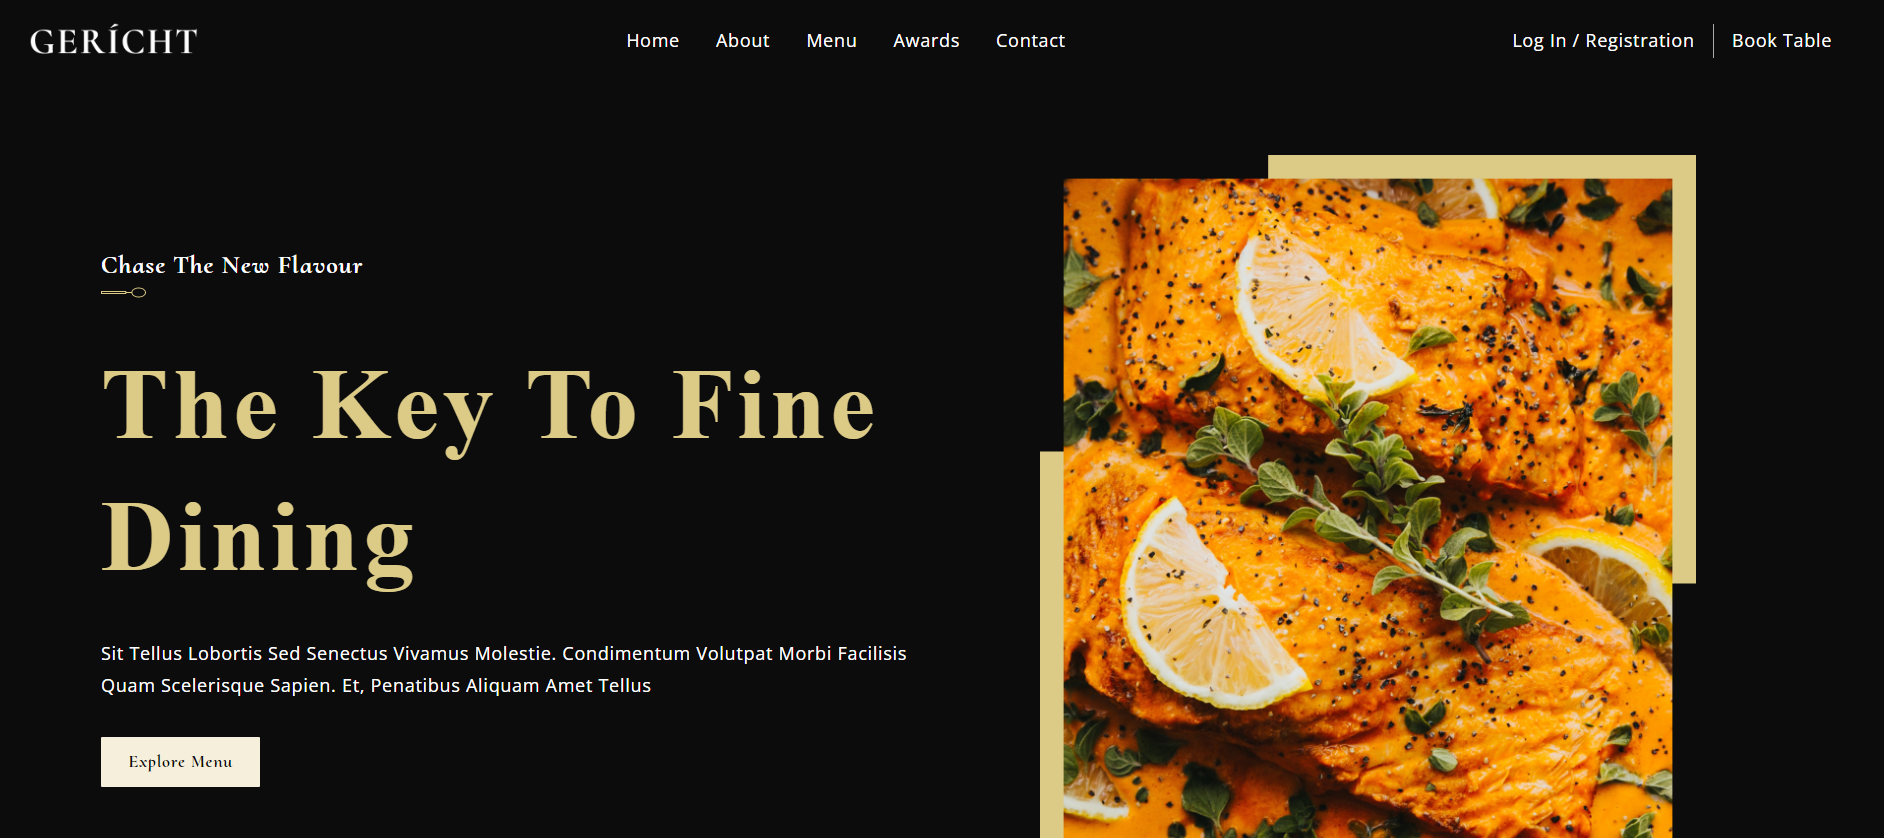 GERÍCHT
Home About Menu Awards Contact
Log In / Registration Book Table
Chase The New Flavour
The Key To Fine
Dining
Sit Tellus Lobortis Sed Senectus Vivamus Molestie. Condimentum Volutpat Morbi Facilisis
Quam Scelerisque Sapien. Et, Penatibus Aliquam Amet Tellus
Explore Menu